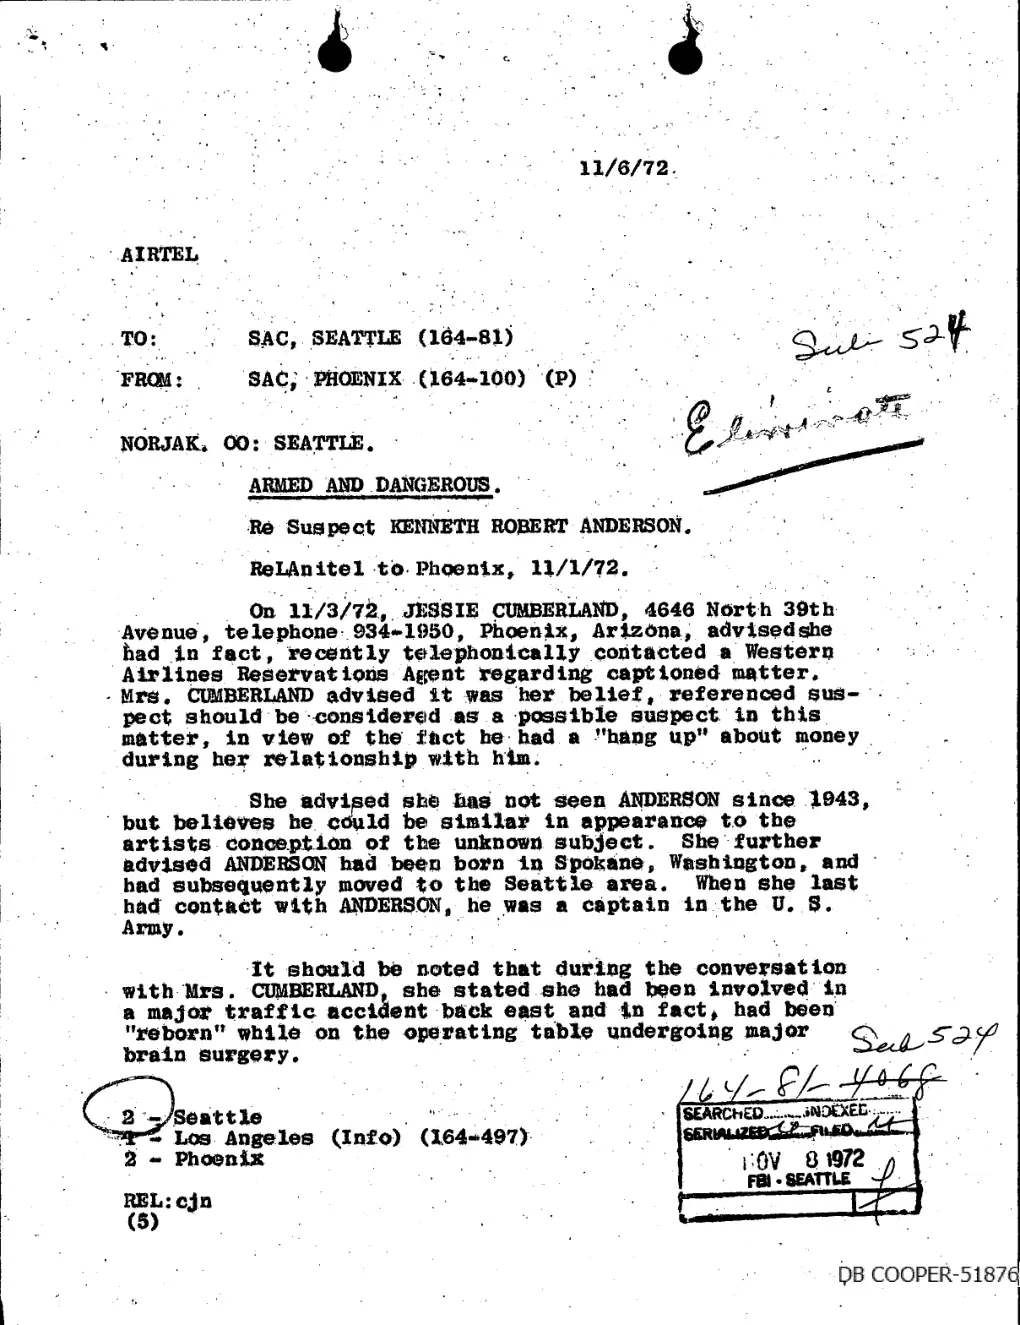 11/6/72.
AIRTEL
TO: SAC, SEATTLE (164-81)
Sub 524
FROM: SAC, PHOENIX (164-100) (P)
Eliminate
NORJAK. OO: SEATTLE.
ARMED AND DANGEROUS.
Re Suspect KENNETH ROBERT ANDERSON.
ReLAnitel to Phoenix, 11/1/72.
On 11/3/72, JESSIE CUMBERLAND, 4646 North 39th
Avenue, telephone 934-1950, Phoenix, Arizona, advisedshe
had in fact, recently telephonically contacted a Western
Airlines Reservations Agent regarding captioned matter.
Mrs. CUMBERLAND advised it was her belief, referenced sus-
pect should be considered as a possible suspect in this
matter, in view of the fact he had a "hang up" about money
during her relationship with him.
She advised she has not seen ANDERSON since 1943,
but believes he could be similar in appearance to the
artists conception of the unknown subject. She further
advised ANDERSON had been born in Spokane, Washington, and
had subsequently moved to the Seattle area. When she last
had contact with ANDERSON, he was a captain in the U. S.
Army.
It should be noted that during the conversation
with Mrs. CUMBERLAND, she stated she had been involved in
a major traffic accident back east and in fact, had been
"reborn" while on the operating table undergoing major
brain surgery.
Sub 524
164-81-4068
2 - Seattle
1 - Los Angeles (Info) (164-497)
2 - Phoenix
SEARCHED INDEXED
SERIALIZED FILED
NOV 8 1972
FBI - SEATTLE
REL:cjn
(5)
DB COOPER-51876